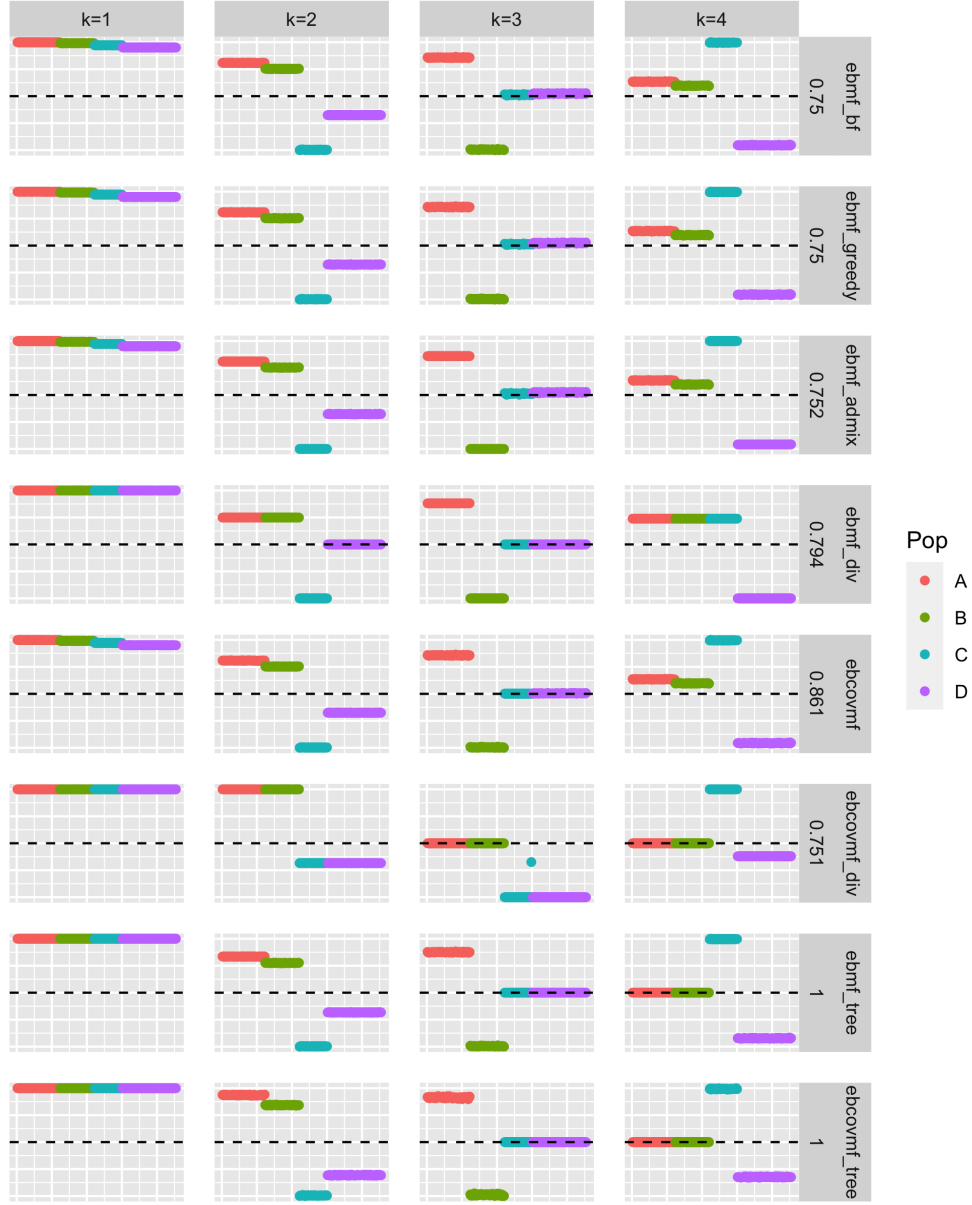 k=1
k=2
k=3
k=4
ebmf_bf
0.75
ebmf_greedy
0.75
ebmf_admix
0.752
ebmf_div
0.794
ebcovmf
0.861
ebcovmf_div
0.751
ebmf_tree
1
ebcovmf_tree
1
Pop
A
B
C
D